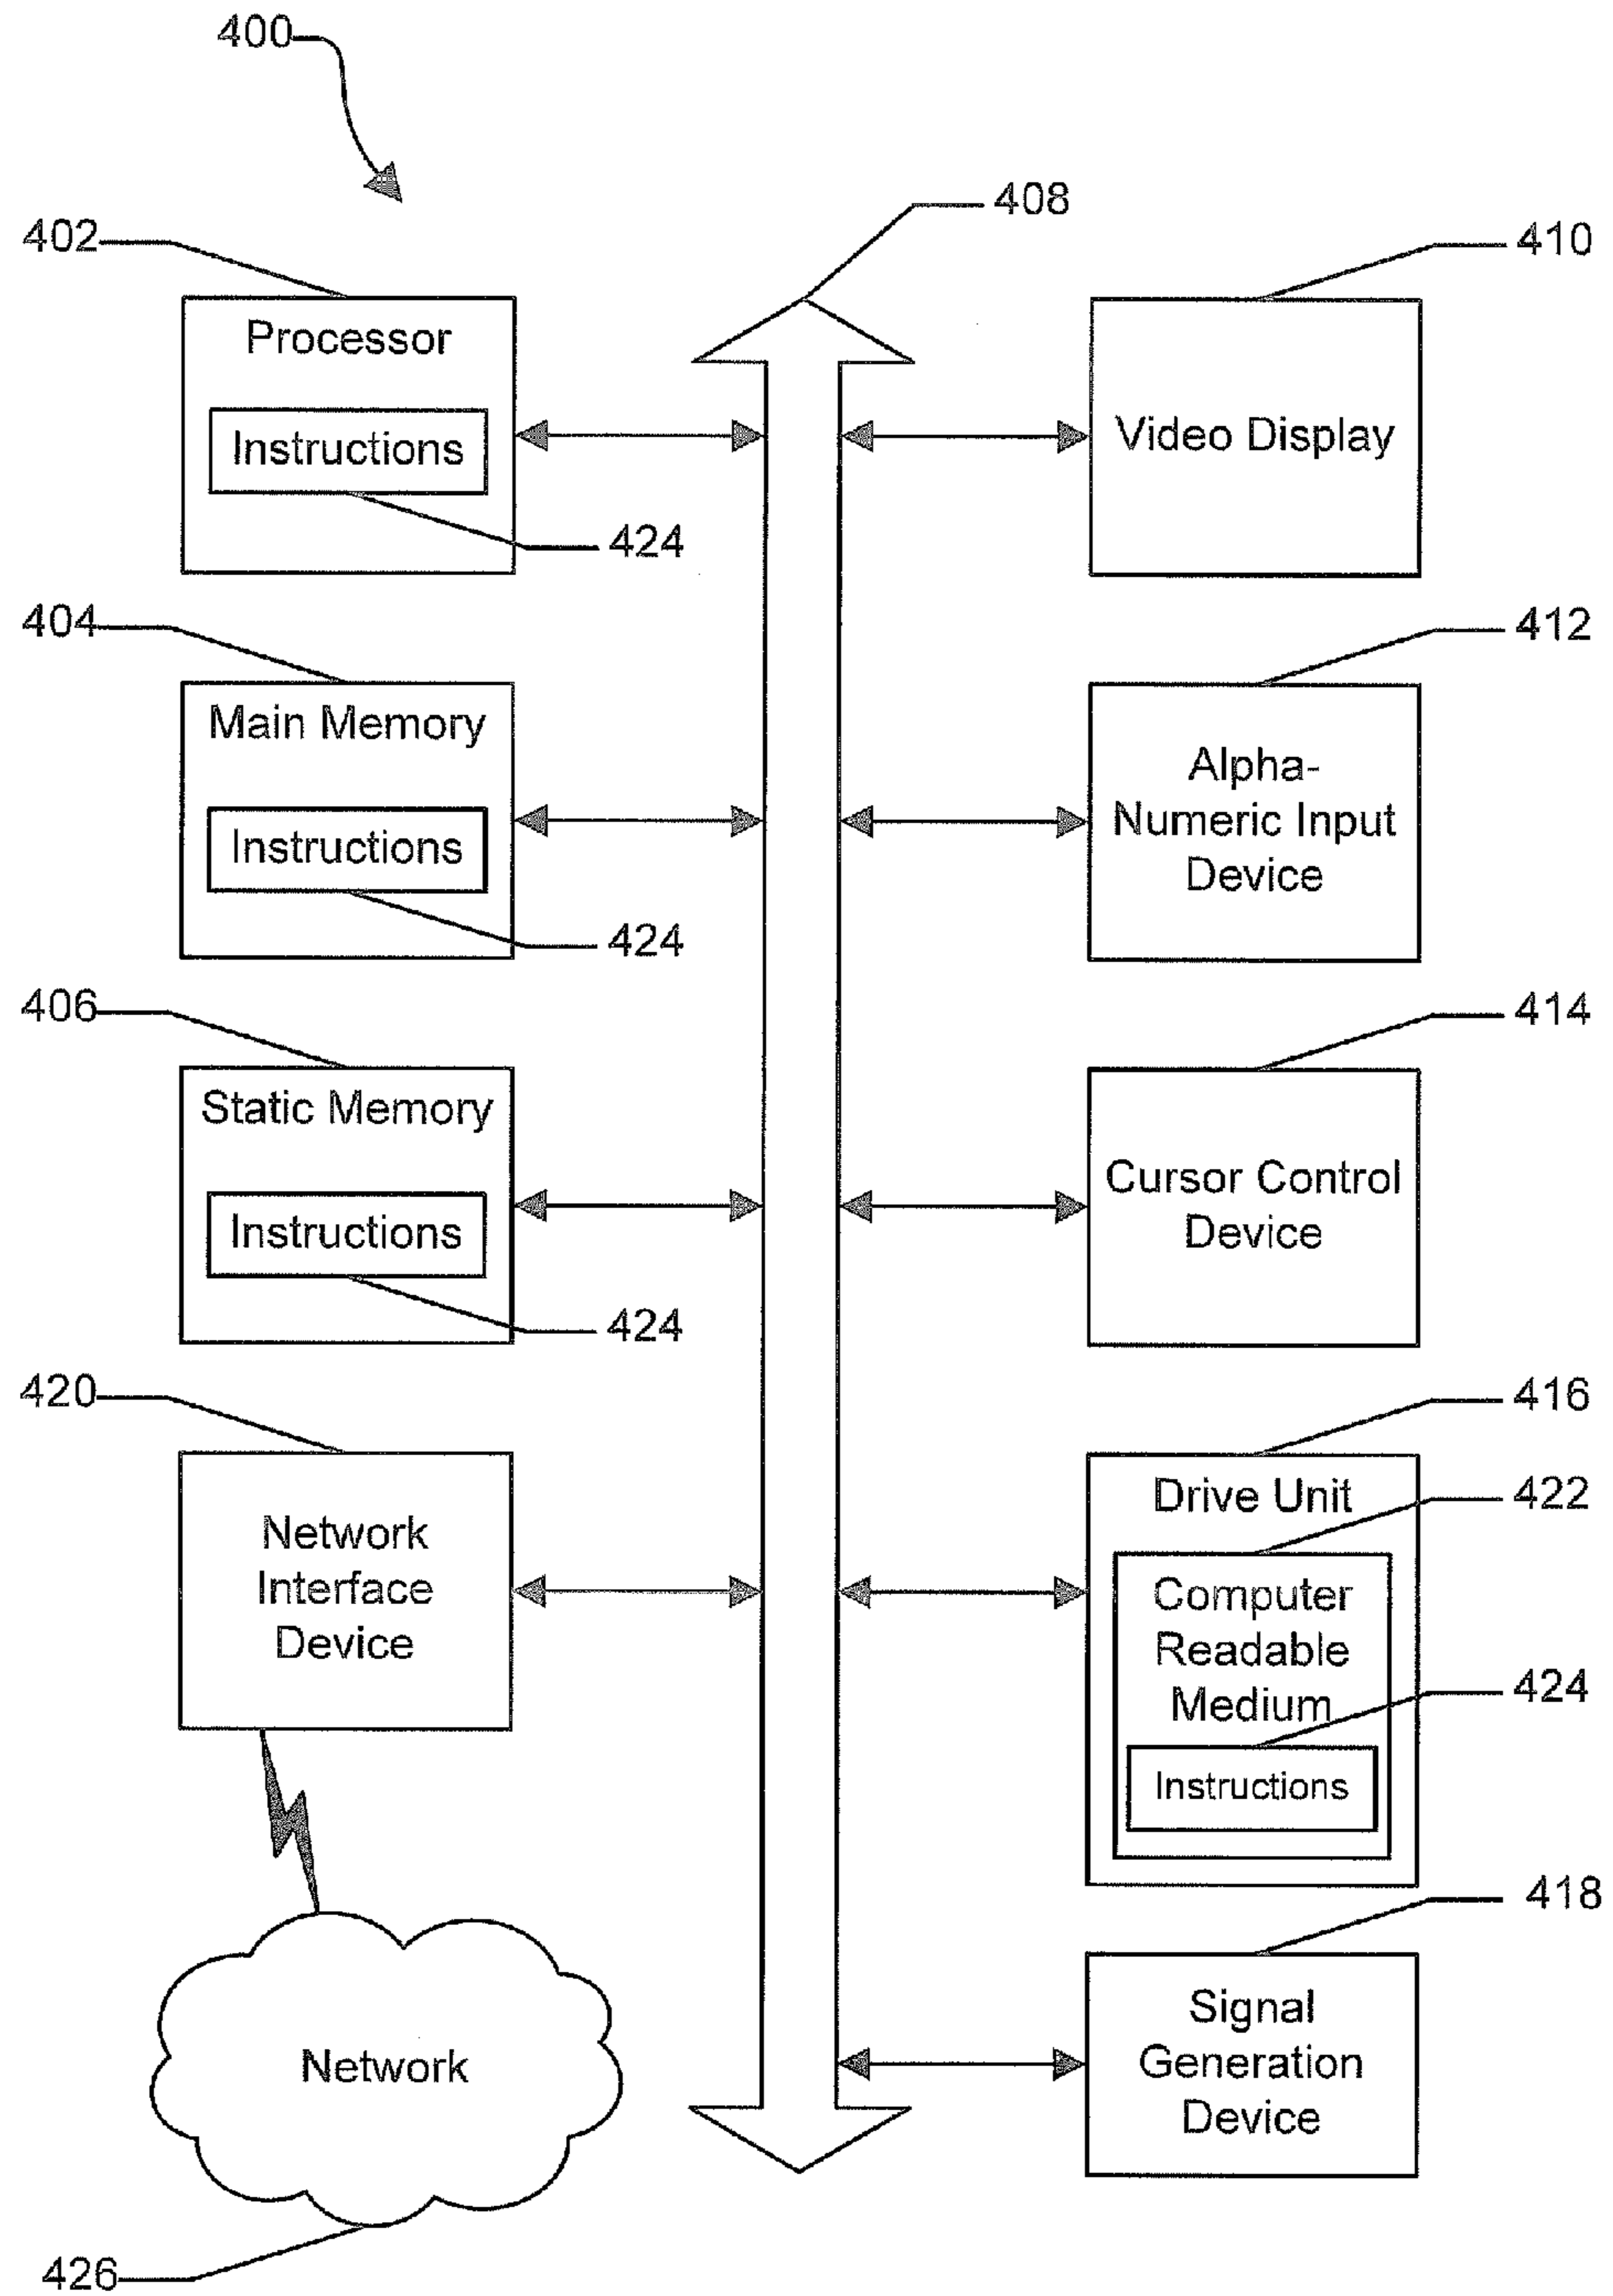 400
408
402
410
Processor
Instructions
424
Video Display
404
412
Main Memory
Instructions
424
Alpha-
Numeric Input
Device
406
414
Static Memory
Instructions
424
Cursor Control
Device
420
416
Network
Interface
Device
Drive Unit
422
Computer
Readable
Medium
424
Instructions
418
Network
Signal
Generation
Device
426